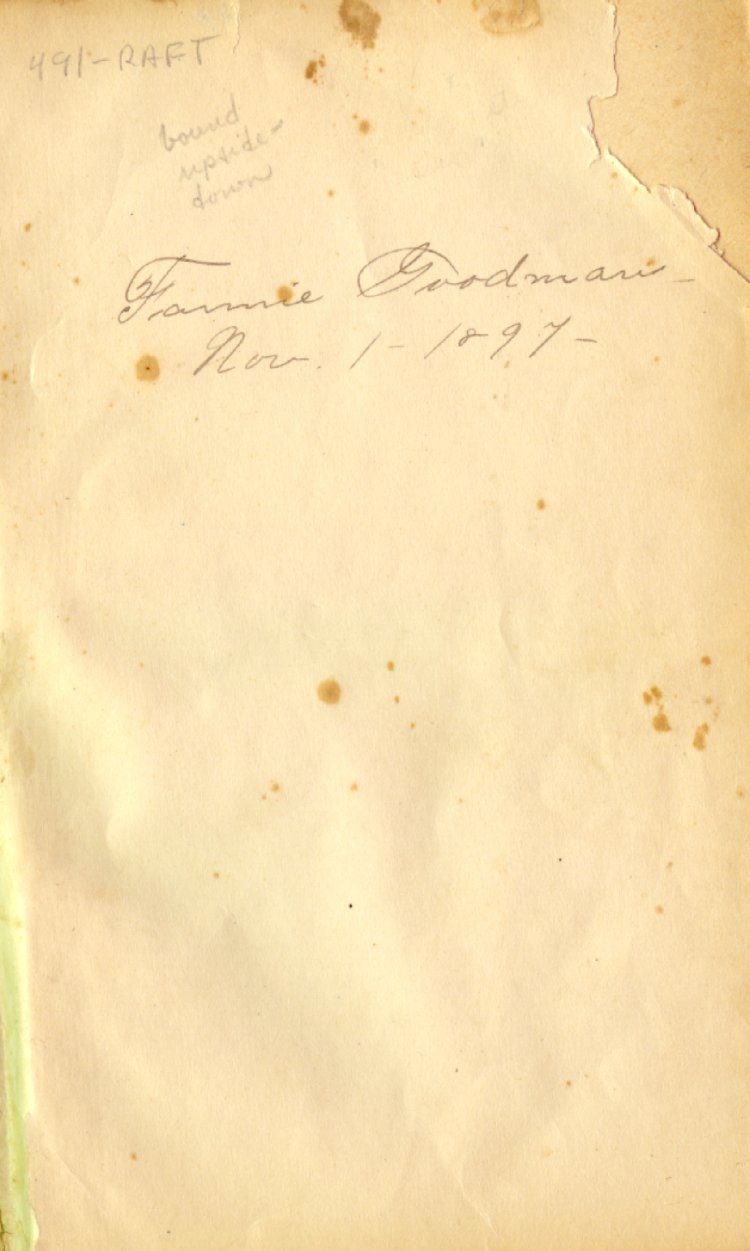 491-RAFT
bound
upside-
down
Fannie Goodman-
Nov. 1-1897-